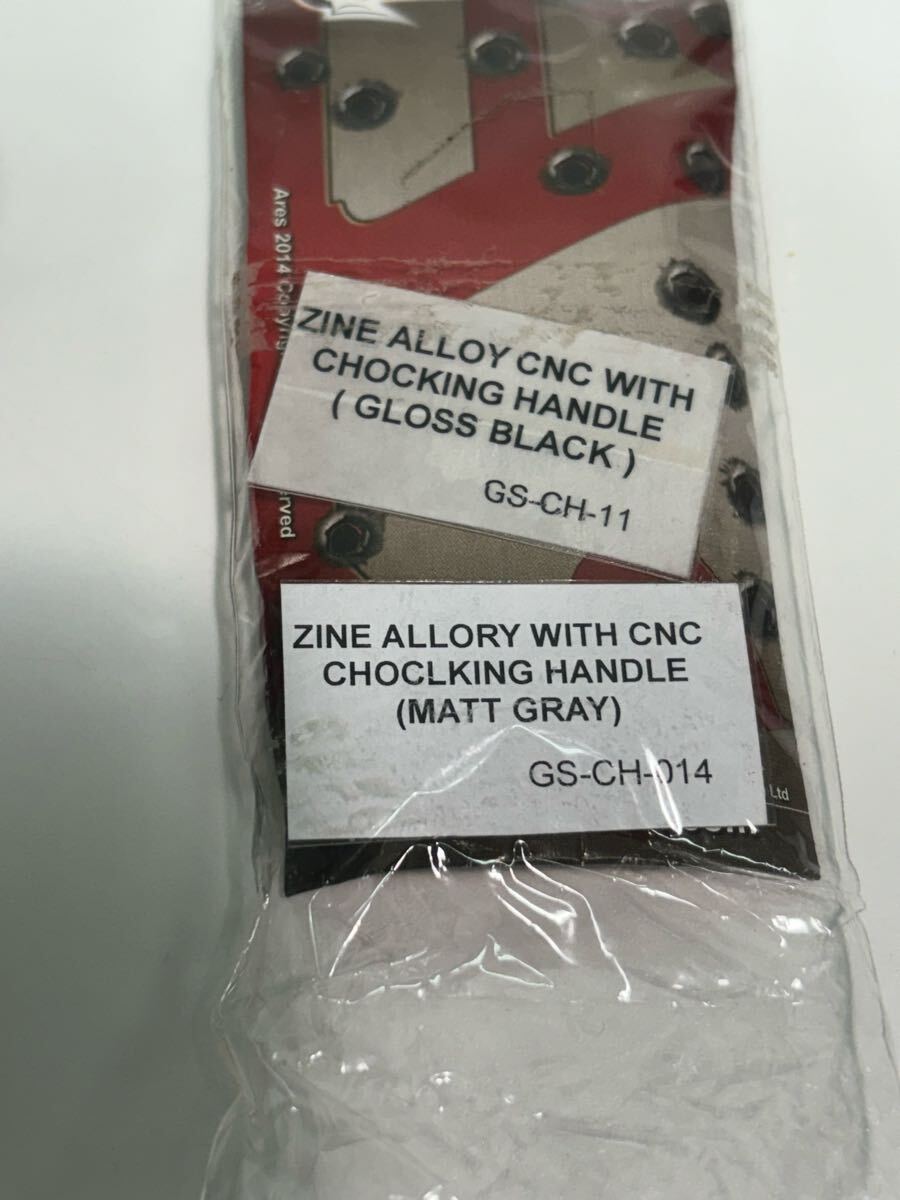 Ares 2014
ZINE ALLOY CNC WITH
CHOCKING HANDLE
( GLOSS BLACK )
GS-CH-11
ZINE ALLORY WITH CNC
CHOCLKING HANDLE
(MATT GRAY)
GS-CH-014
Ltd